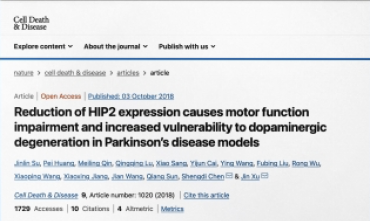 Cell Death
& Disease
Explore content Ⅴ About the journal Ⅴ Publish with us Ⅴ
nature > cell death & disease > articles > article
Article | Open Access | Published: 03 October 2018
Reduction of HIP2 expression causes motor function
impairment and increased vulnerability to dopaminergic
degeneration in Parkinson's disease models
Jinlin Su, Pei Huang, Meiling Qin, Qingqing Lu, Xiao Sang, Yijun Cai, Ying Wang, Fubing Liu, Rong Wu,
Xiaoping Wang, Xiaoxing Jiang, Jian Wang, Qiang Sun, Shengdi Chen & Jin Xu
Cell Death & Disease 9, Article number: 1020 (2018) | Cite this article
1729 Accesses | 10 Citations | 4 Altmetric | Metrics